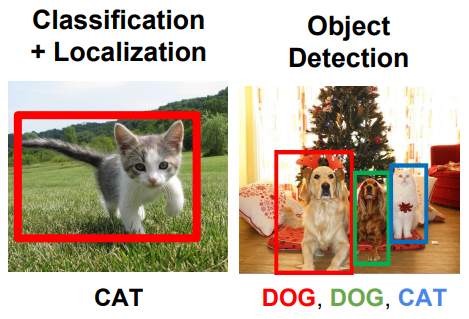 Classification
+ Localization
CAT
Object
Detection
DOG, DOG, CAT